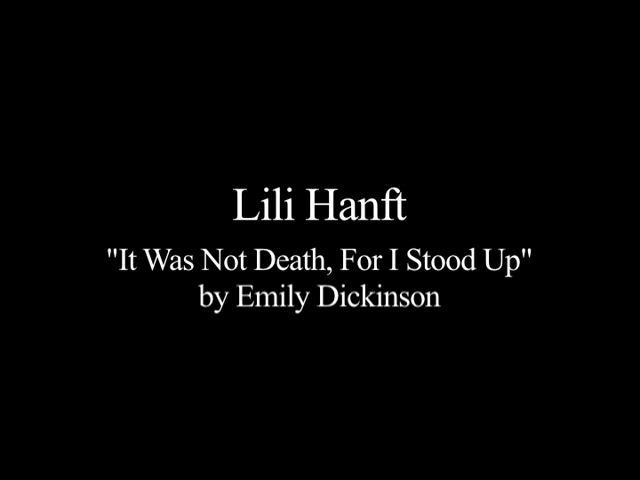 Lili Hanft
"It Was Not Death, For I Stood Up"
by Emily Dickinson